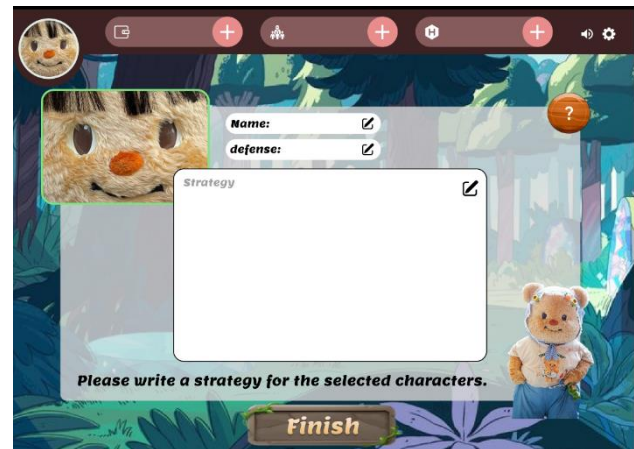 ?
Name:
defense:
Strategy
Please write a strategy for the selected characters.
Finish